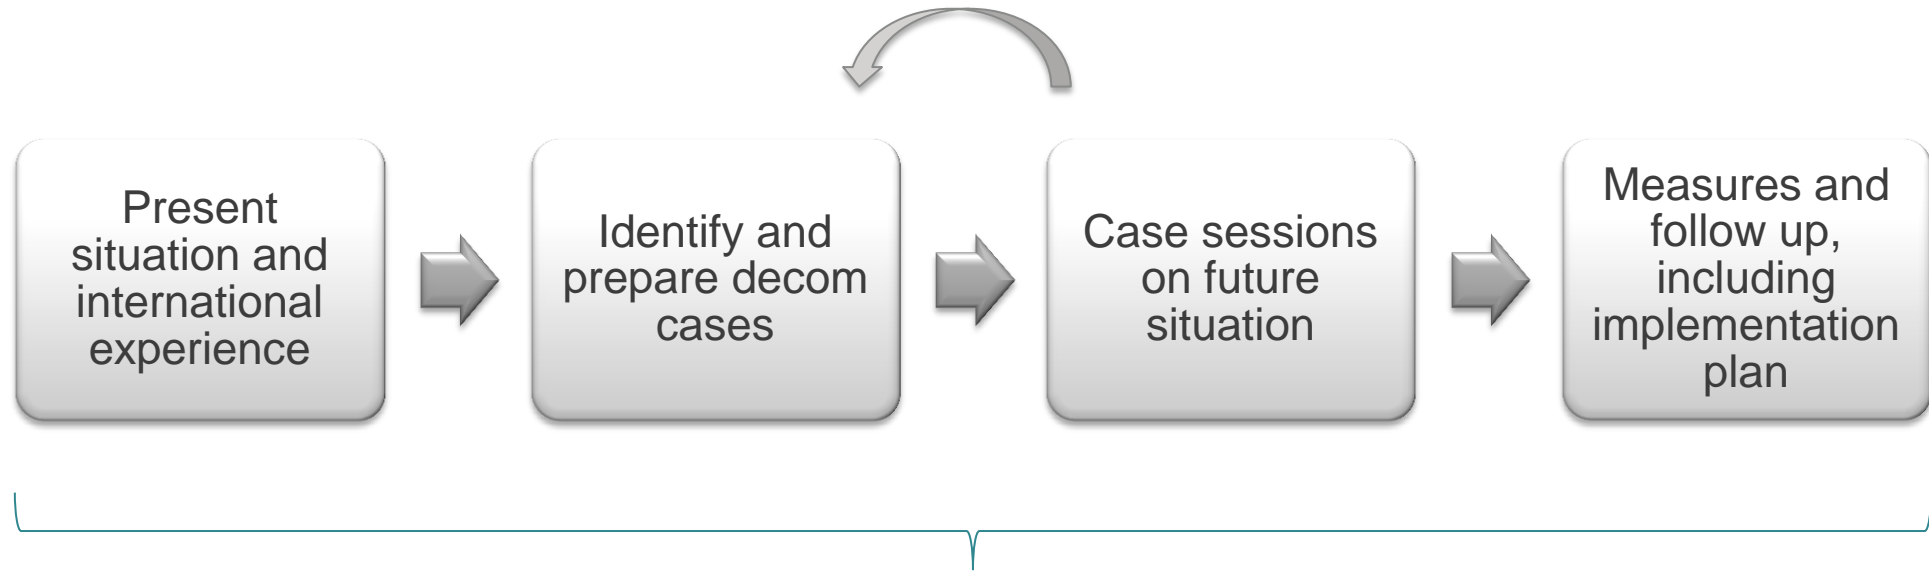 Present
situation and
international
experience
Identify and
prepare decom
cases
Case sessions
on future
situation
Measures and
follow up,
including
implementation
plan